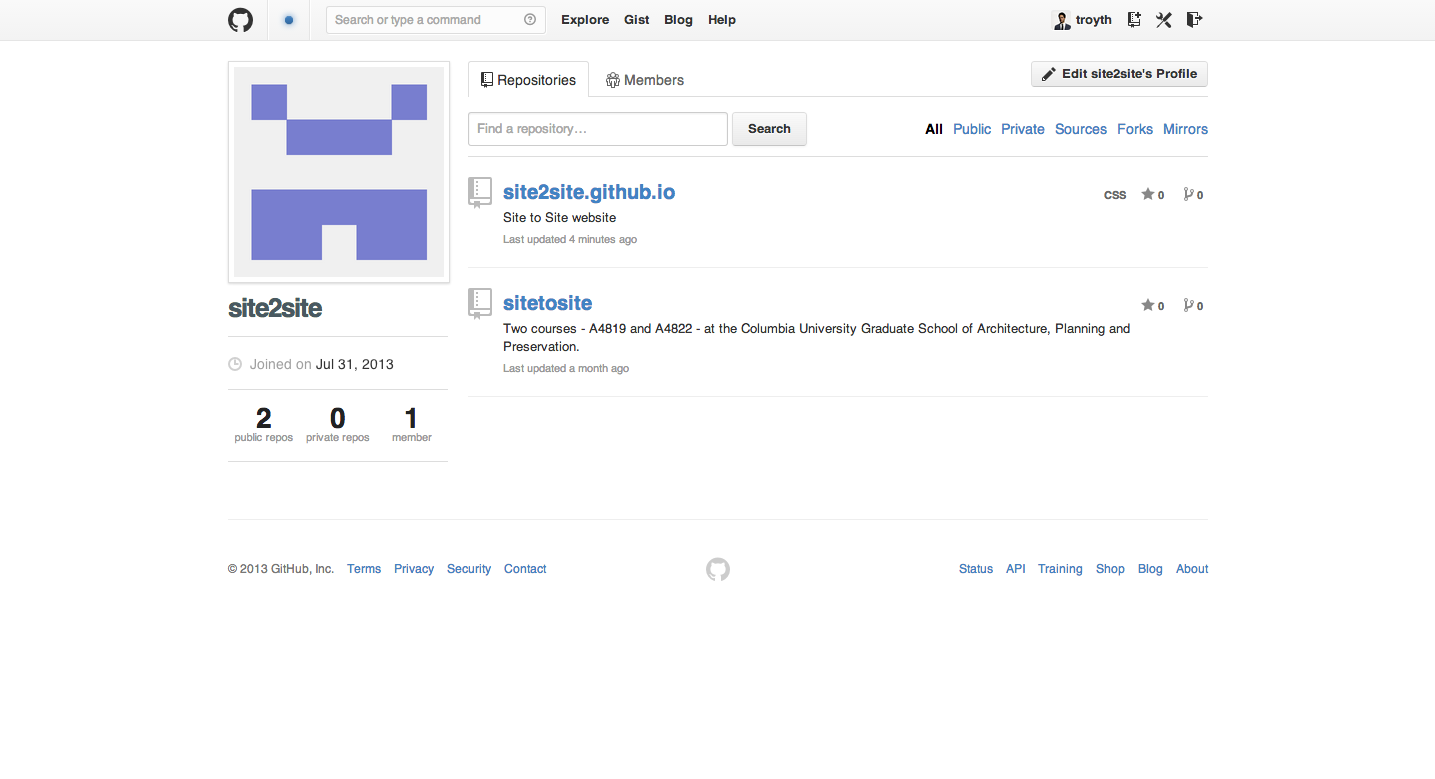 Search or type a command Explore Gist Blog Help troyth
Repositories Members Edit site2site's Profile
Find a repository... Search All Public Private Sources Forks Mirrors
site2site.github.io CSS 0 0
Site to Site website
Last updated 4 minutes ago
sitetosite 0 0
Two courses - A4819 and A4822 - at the Columbia University Graduate School of Architecture, Planning and
Preservation.
Last updated a month ago
site2site
Joined on Jul 31, 2013
2 0 1
public repos private repos member
© 2013 GitHub, Inc. Terms Privacy Security Contact Status API Training Shop Blog About